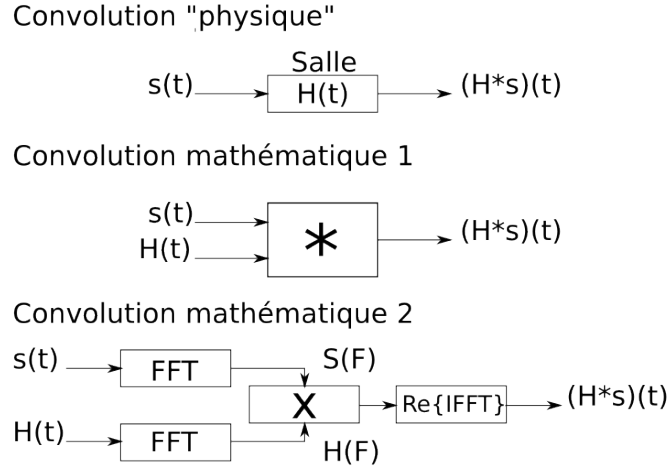 Convolution "physique"
Salle
s(t) H(t) (H*s)(t)
Convolution mathématique 1
s(t)
H(t) * (H*s)(t)
Convolution mathématique 2
s(t) FFT S(F)
X Re{IFFT} (H*s)(t)
H(t) FFT H(F)